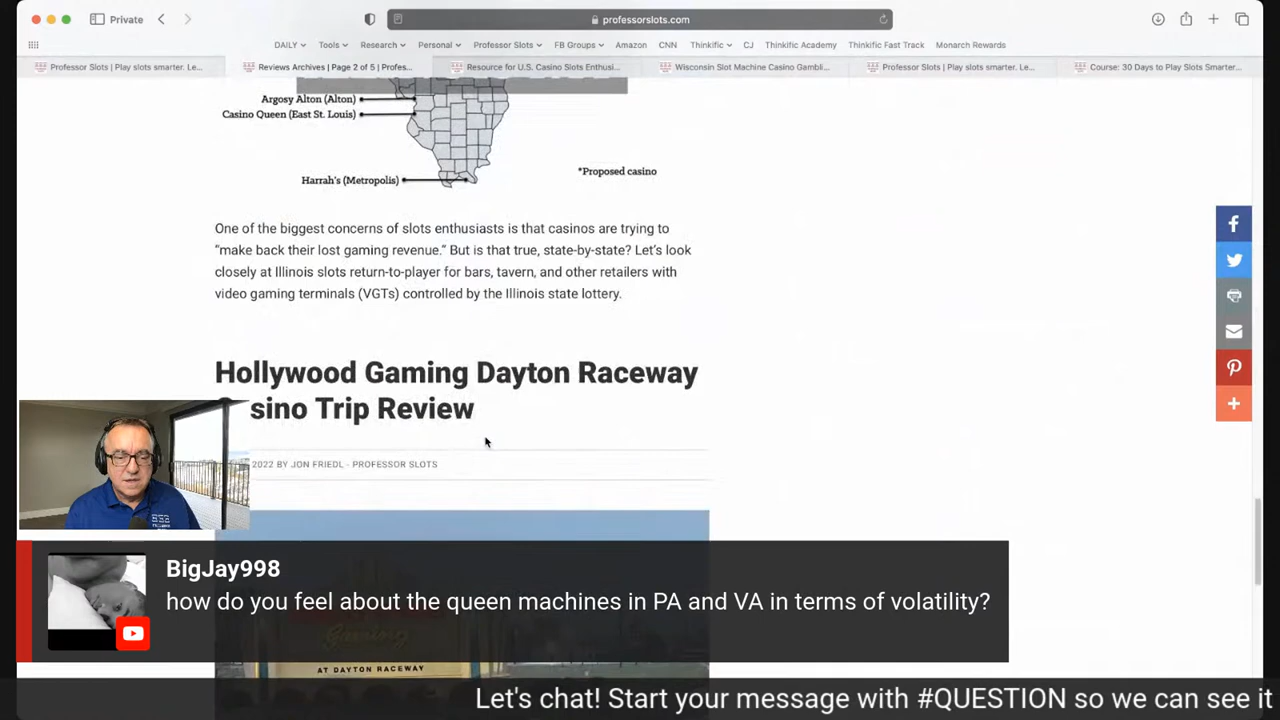 Private
professorslots.com
DAILY Tools Research Personal Professor Slots FB Groups Amazon CNN Thinkific CJ Thinkific Academy Thinkific Fast Track Monarch Rewards
Professor Slots | Play slots smarter. Le... Reviews Archives | Page 2 of 5 | Profes... Resource for U.S. Casino Slots Enthusi... Wisconsin Slot Machine Casino Gambli... Professor Slots | Play slots smarter. Le... Course: 30 Days to Play Slots Smarter...
Argosy Alton (Alton)
Casino Queen (East St. Louis)
*Proposed casino
Harrah's (Metropolis)
One of the biggest concerns of slots enthusiasts is that casinos are trying to
“make back their lost gaming revenue.” But is that true, state-by-state? Let’s look
closely at Illinois slots return-to-player for bars, tavern, and other retailers with
video gaming terminals (VGTs) controlled by the Illinois state lottery.
Hollywood Gaming Dayton Raceway
sino Trip Review
2022 BY JON FRIEDL - PROFESSOR SLOTS
BigJay998
how do you feel about the queen machines in PA and VA in terms of volatility?
Gaming
AT DAYTON RACEWAY
Let's chat! Start your message with #QUESTION so we can see it